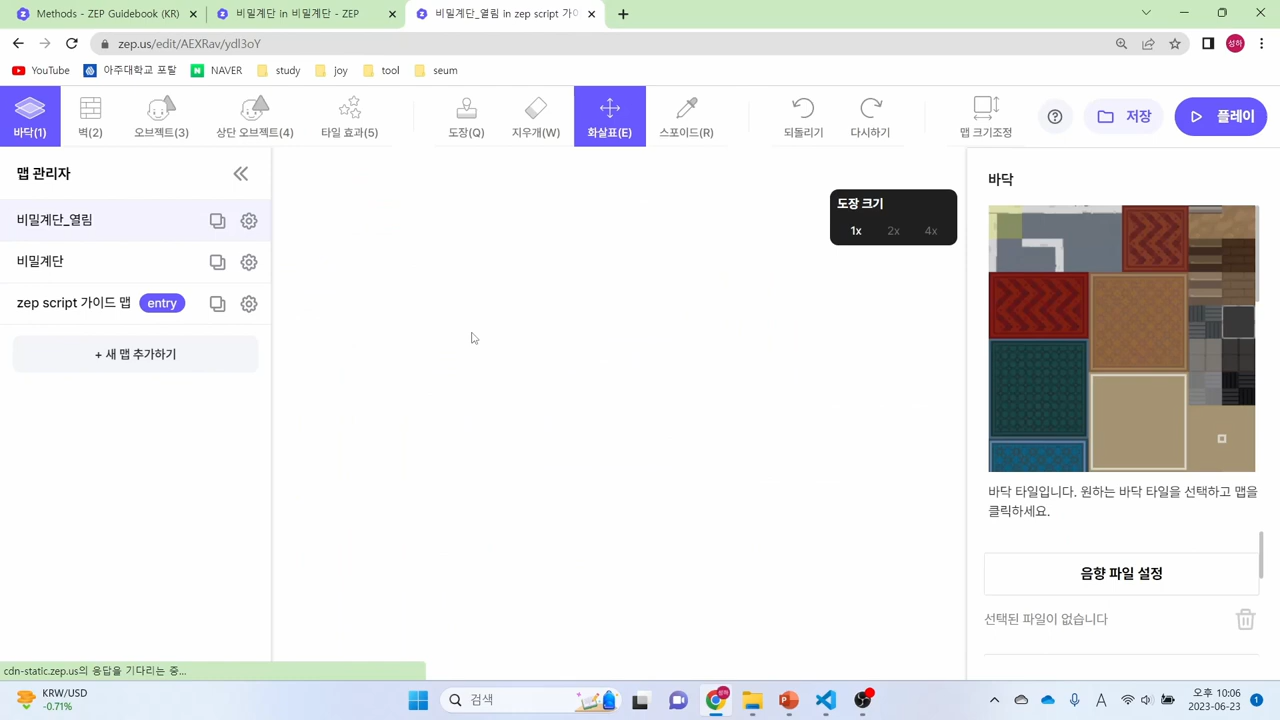 Methods - ZEP Guidebook (KR)
비밀계단 in 비밀계단 - ZEP
비밀계단_열림 in zep script 가이
zep.us/edit/AEXRav/ydl3oY
성하
YouTube
아주대학교 포탈
NAVER
study
joy
tool
seum
바닥(1)
벽(2)
오브젝트(3)
상단 오브젝트(4)
타일 효과(5)
도장(Q)
지우개(W)
화살표(E)
스포이드(R)
되돌리기
다시하기
맵 크기조정
저장
플레이
맵 관리자
비밀계단_열림
비밀계단
zep script 가이드 맵 entry
+ 새 맵 추가하기
도장 크기
1x 2x 4x
바닥
바닥 타일입니다. 원하는 바닥 타일을 선택하고 맵을
클릭하세요.
음향 파일 설정
선택된 파일이 없습니다
cdn-static.zep.us의 응답을 기다리는 중...
KRW/USD
-0.71%
검색
성하
A
오후 10:06
2023-06-23
1